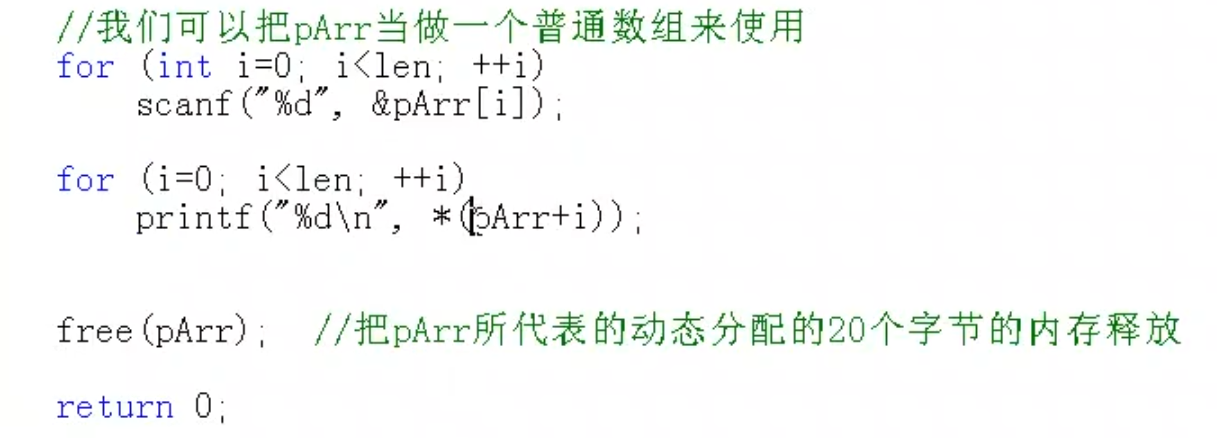 //我们可以把pArr当做一个普通数组来使用
for (int i=0; i<len; ++i)
    scanf("%d", &pArr[i]);
for (i=0; i<len; ++i)
    printf("%d\n", *(pArr+i));
free(pArr);  //把pArr所代表的动态分配的20个字节的内存释放
return 0;